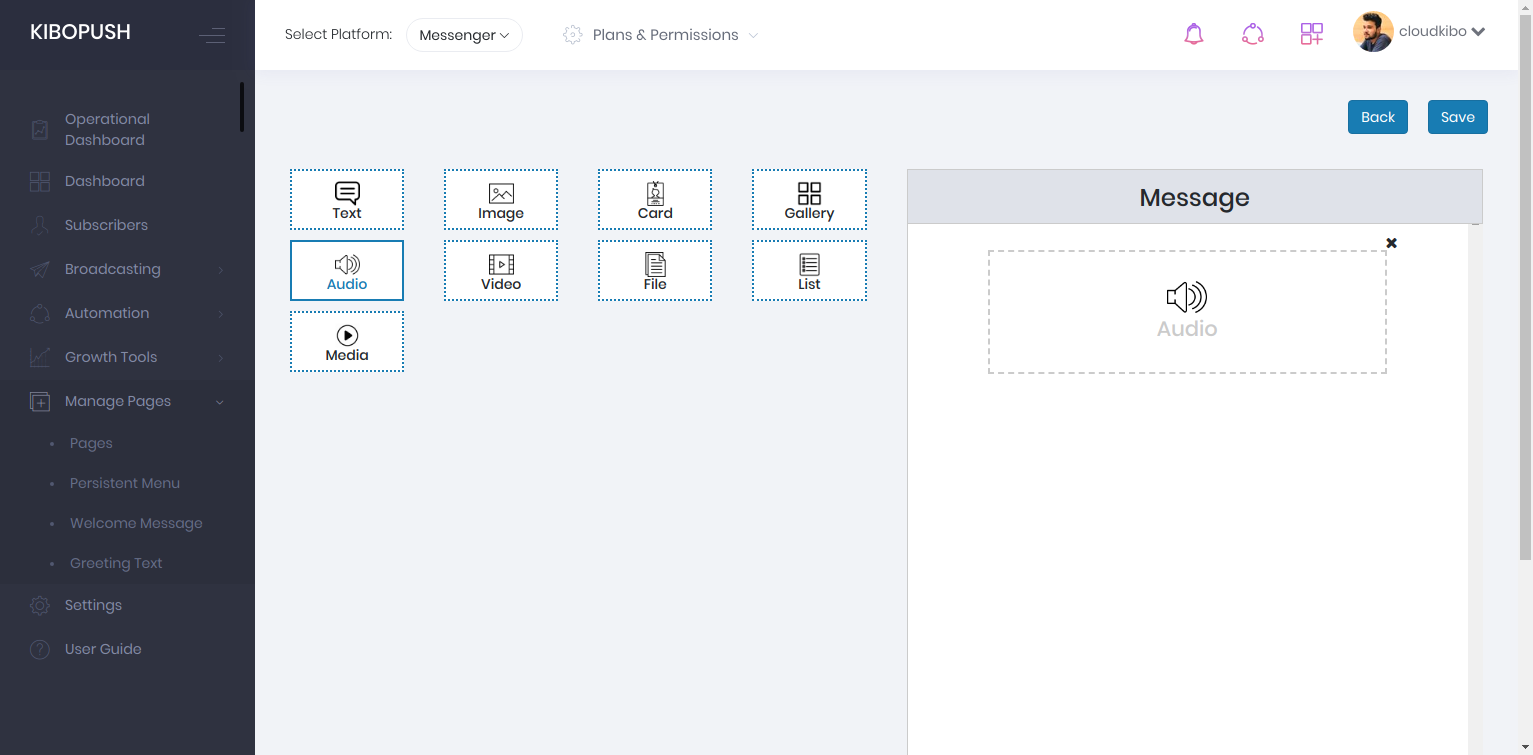 KIBOPUSH
Select Platform: Messenger
Plans & Permissions
cloudkibo
Operational
Dashboard
Dashboard
Subscribers
Broadcasting
Automation
Growth Tools
Manage Pages
Pages
Persistent Menu
Welcome Message
Greeting Text
Settings
User Guide
Back Save
Text Image Card Gallery
Audio Video File List
Media
Message
Audio